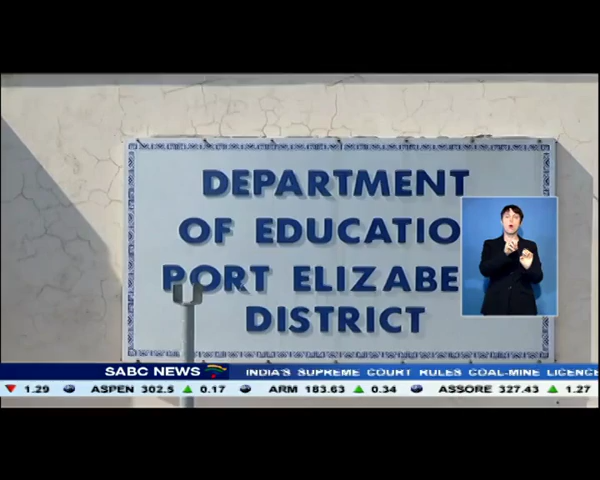 DEPARTMENT
OF EDUCATIO
PORT ELIZABE
DISTRICT
SABC NEWS INDIA'S SUPREME COURT RULES COAL-MINE LICENCE
1.29 ASPEN 302.5 0.17 ARM 183.63 0.34 ASSORE 327.43 1.27